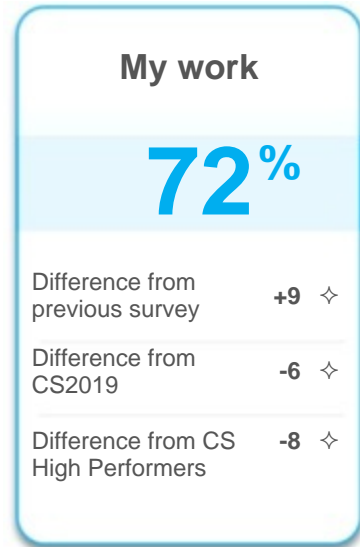 My work
72%
Difference from
previous survey +9 ✧
Difference from
CS2019 -6 ✧
Difference from CS -8 ✧
High Performers